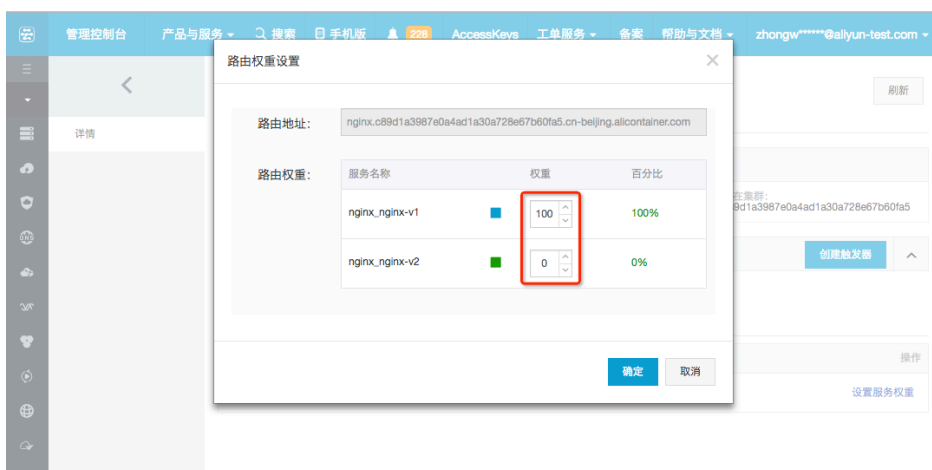 管理控制台 产品与服务 搜索 手机版 228 AccessKeys 工单服务 备案 帮助与文档 zhongw******@aliyun-test.com
路由权重设置
刷新
详情
路由地址: nginx.c89d1a3987e0a4ad1a30a728e67b60fa5.cn-beijing.alicontainer.com
路由权重: 服务名称 权重 百分比
在集群:
9d1a3987e0a4ad1a30a728e67b60fa5
nginx_nginx-v1 100 100%
创建触发器
nginx_nginx-v2 0 0%
操作
确定 取消
设置服务权重
DNS